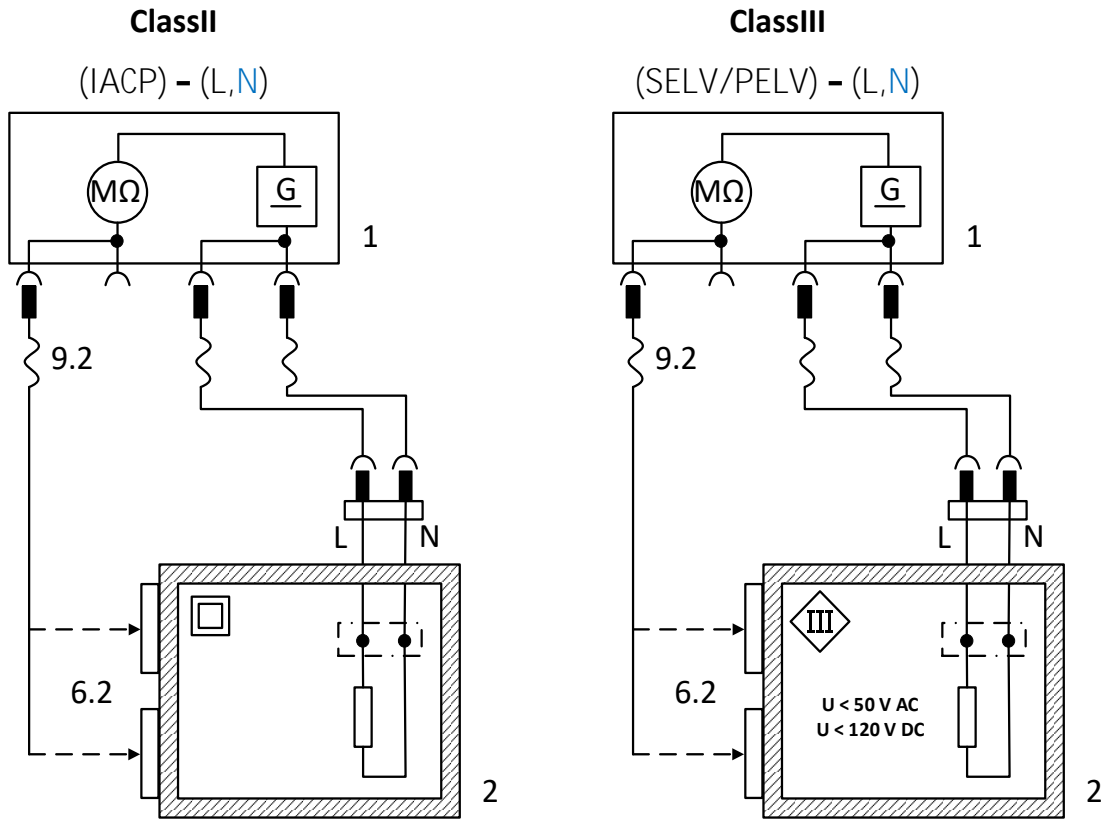 ClassII
(IACP) – (L,N)
MΩ
G
1
9.2
L
N
6.2
2
ClassIII
(SELV/PELV) – (L,N)
MΩ
G
1
9.2
L
N
III
6.2
U < 50 V AC
U < 120 V DC
2